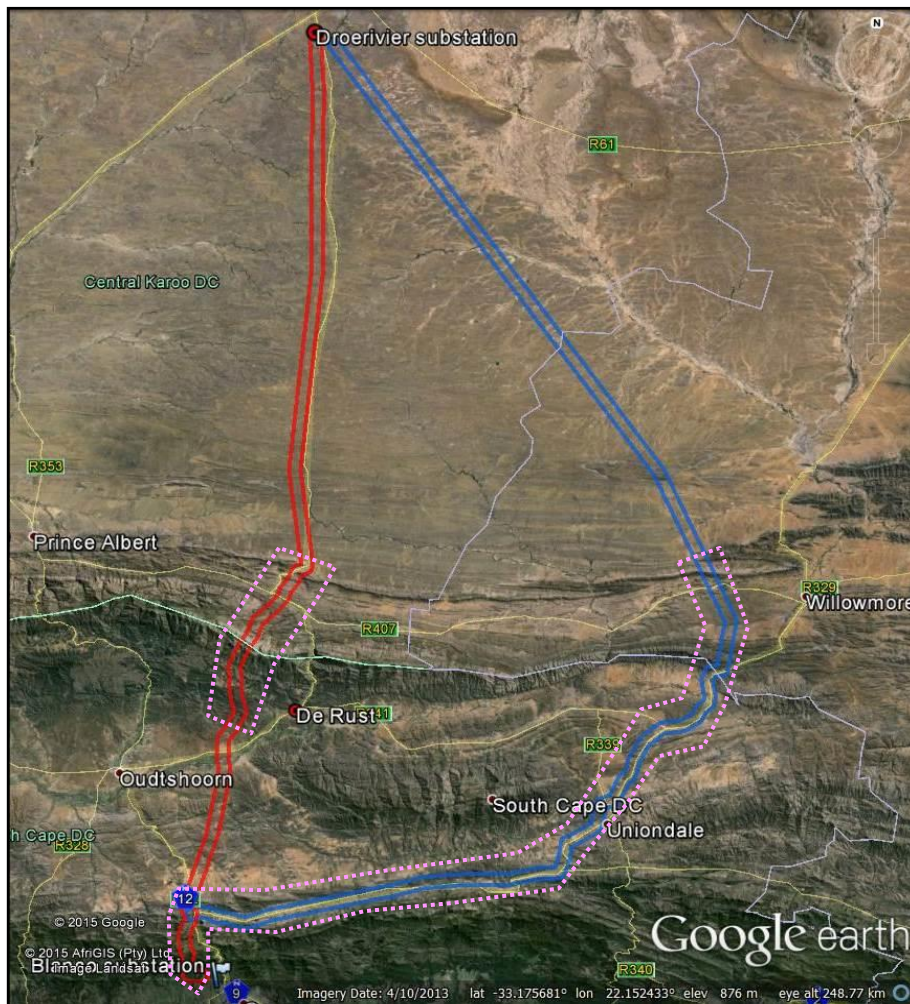 N
Droerivier substation
R61
Central Karoo DC
R353
Prince Albert
R329
Willowmore
R407
De Rust
R339
Oudtshoorn
South Cape DC
Uniondale
h Cape DC
R328
12
© 2015 Google
© 2015 AfriGIS (Pty) Ltd
Image Landsat
Blanco substation
Google earth
R340
9
Imagery Date: 4/10/2013 lat -33.175681° lon 22.152433° elev 876 m eye alt 248.77 km